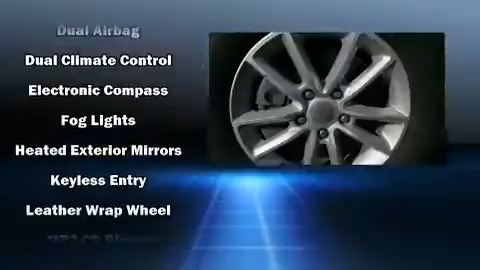 Dual Airbag
Dual Climate Control
Electronic Compass
Fog Lights
Heated Exterior Mirrors
Keyless Entry
Leather Wrap Wheel